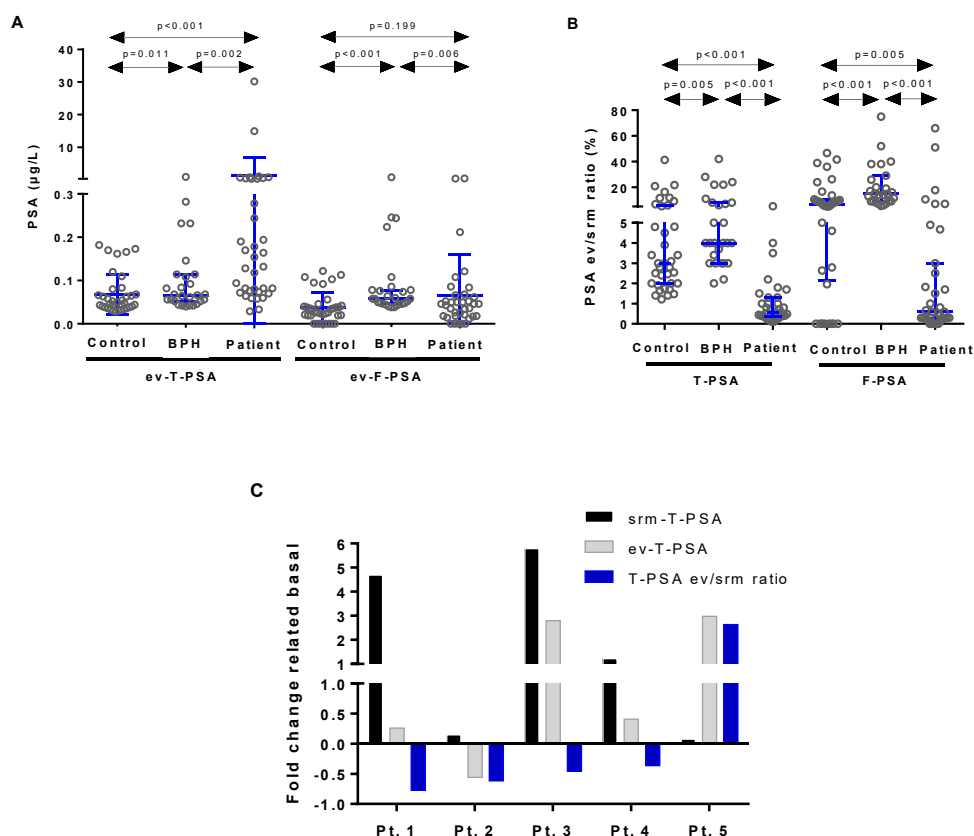 A
p<0.001
p=0.199
p=0.011
p=0.002
p<0.001
p=0.006
PSA (µg/L)
40
30
20
10
0.3
0.2
0.1
0.0
Control BPH Patient Control BPH Patient
ev-T-PSA
ev-F-PSA
B
p<0.001
p=0.005
p=0.005
p<0.001
p<0.001
p<0.001
PSA ev/srm ratio (%)
80
60
40
20
5
4
3
2
1
0
Control BPH Patient Control BPH Patient
T-PSA
F-PSA
C
srm-T-PSA
ev-T-PSA
T-PSA ev/srm ratio
Fold change related basal
6
5
4
3
2
1
1.0
0.5
0.0
-0.5
-1.0
Pt. 1 Pt. 2 Pt. 3 Pt. 4 Pt. 5